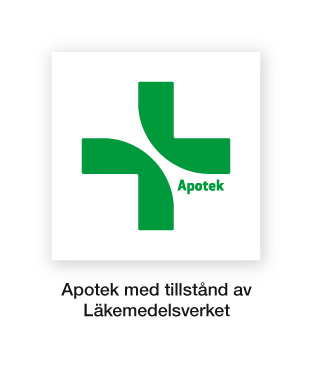 Apotek
Apotek med tillstånd av
Läkemedelsverket